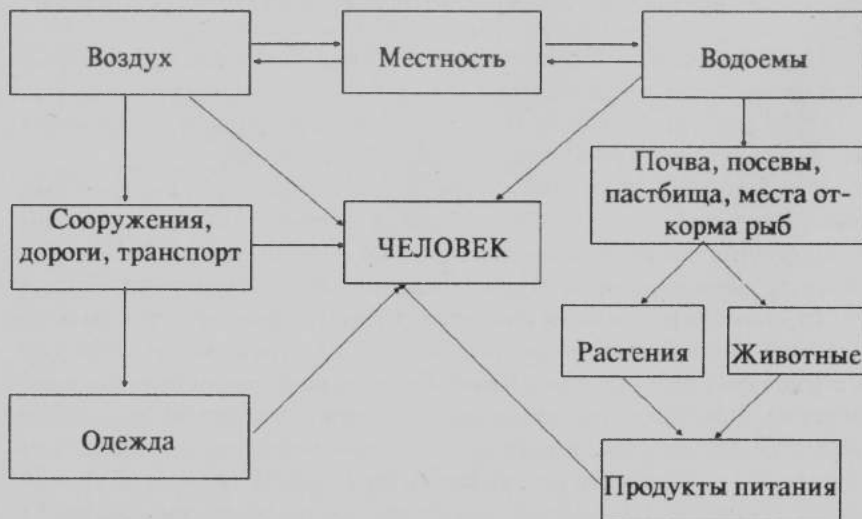 Воздух
Местность
Водоемы
Почва, посевы,
пастбища, места от-
корма рыб
Сооружения,
дороги, транспорт
ЧЕЛОВЕК
Растения
Животные
Одежда
Продукты питания